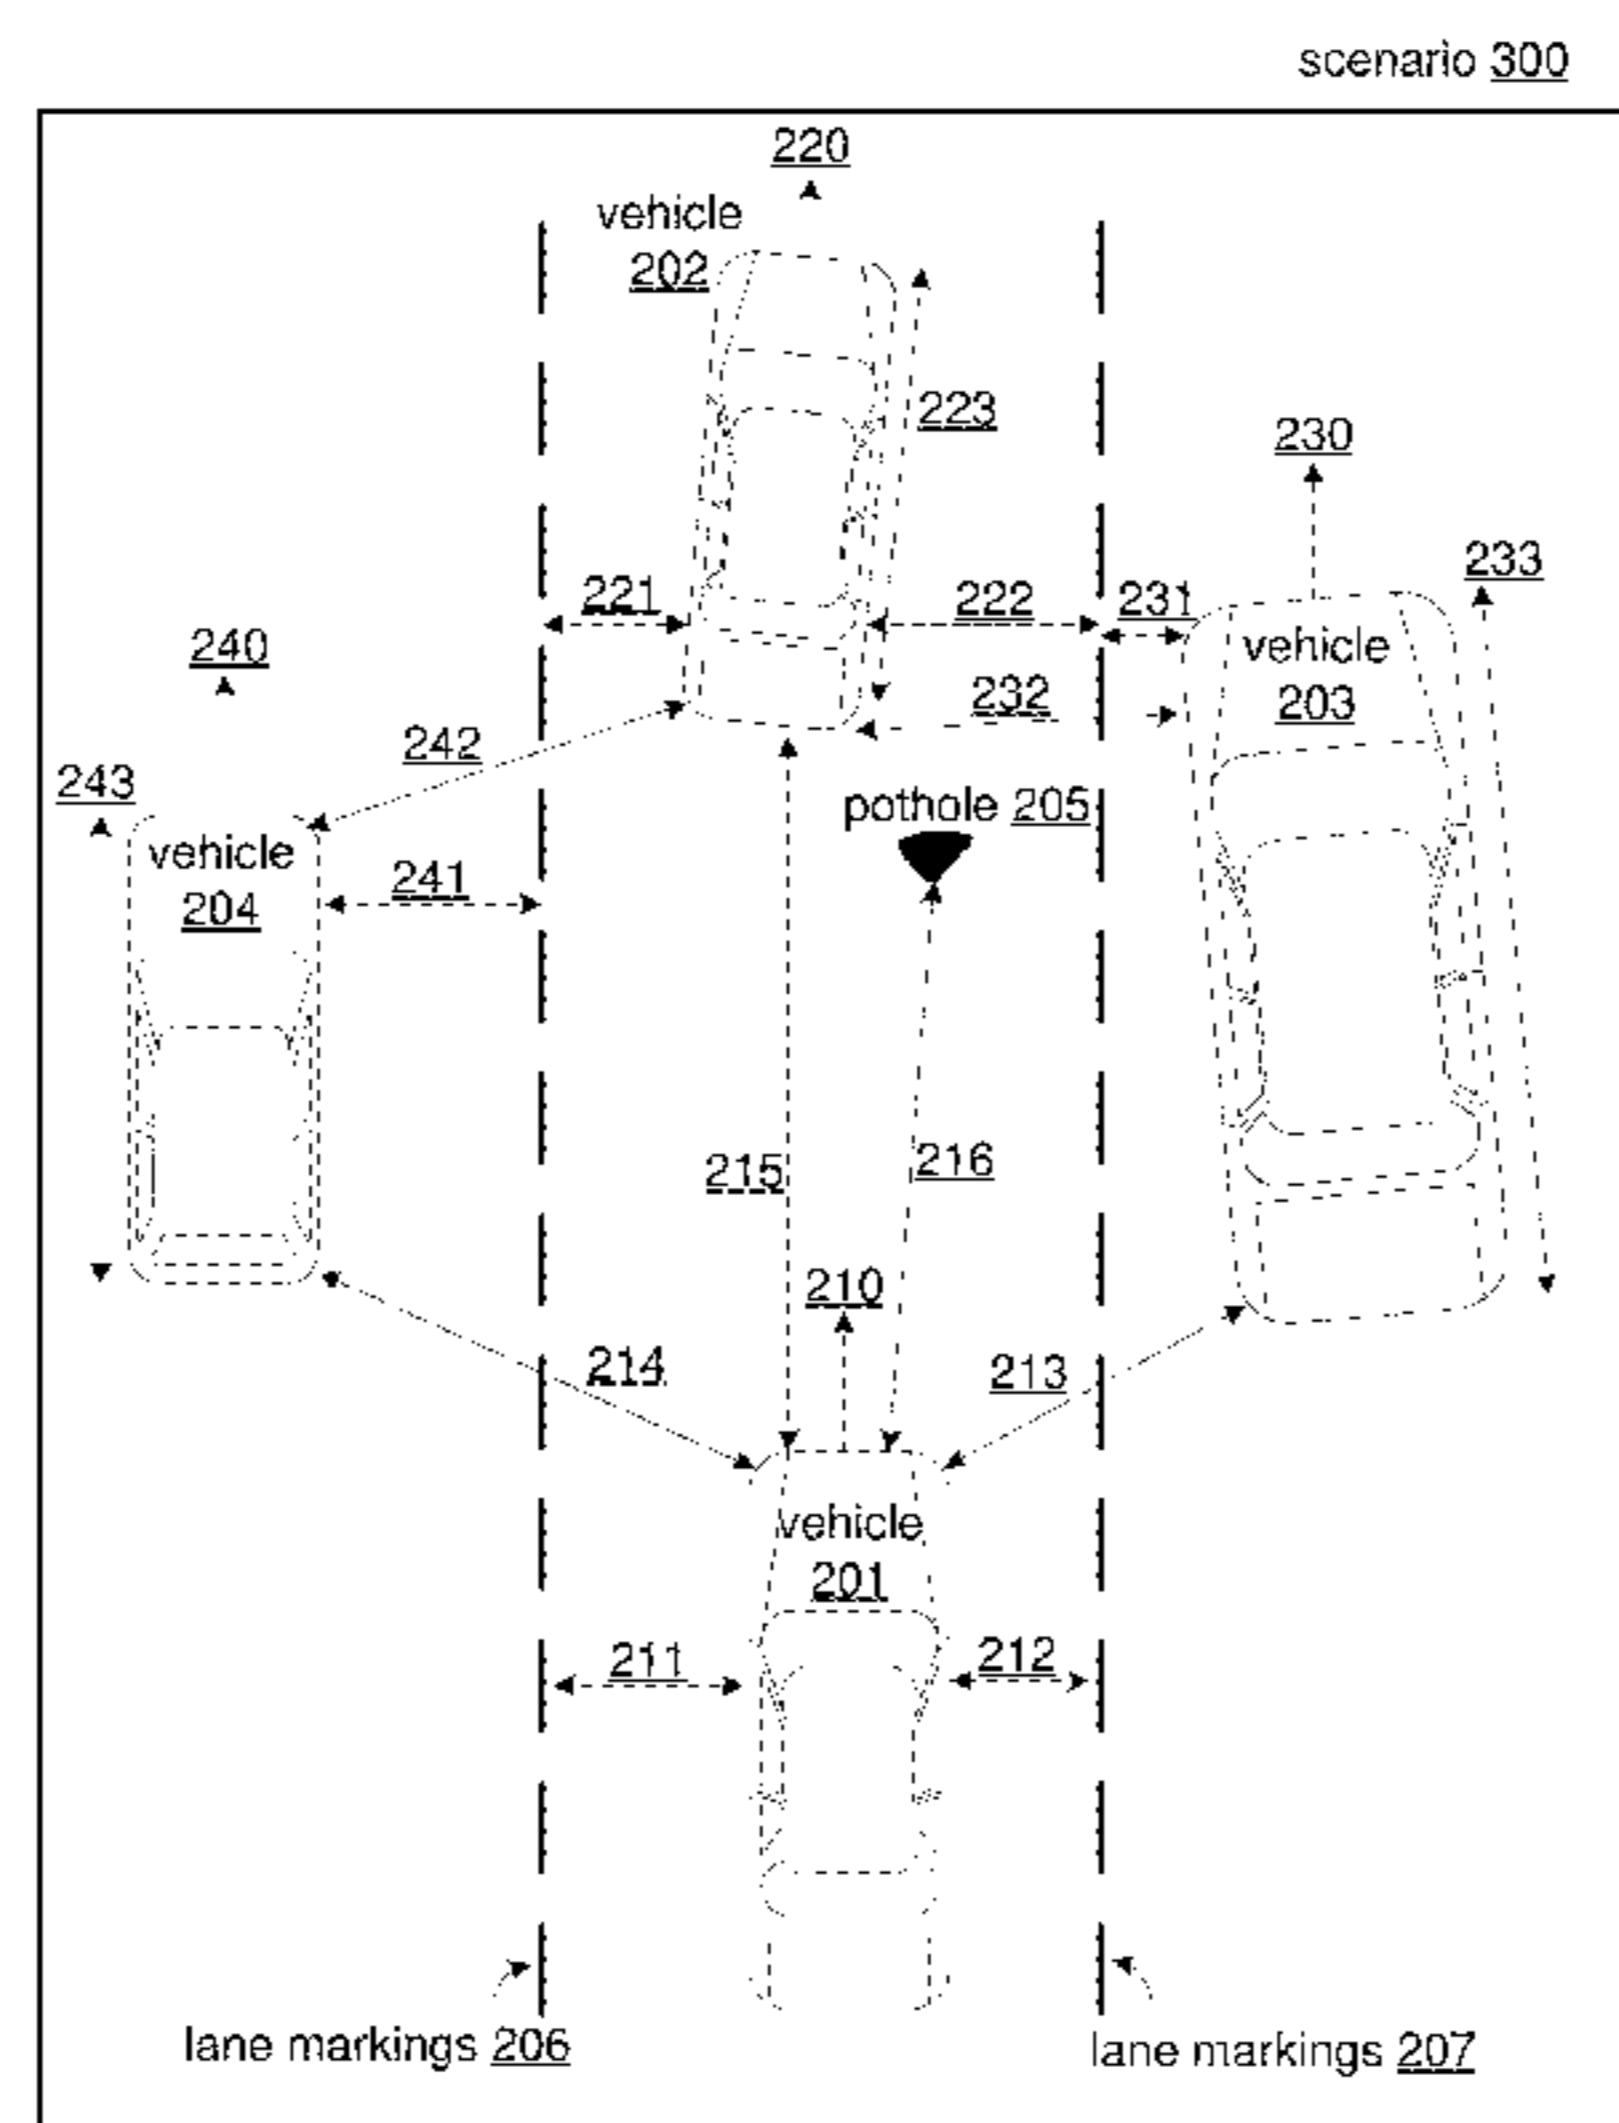 scenario 300
220
vehicle
202
223
230
233
221
222
231
240
vehicle
203
232
242
243
pothole 205
vehicle
204
241
215
216
210
214
213
vehicle
201
211
212
lane markings 206
lane markings 207